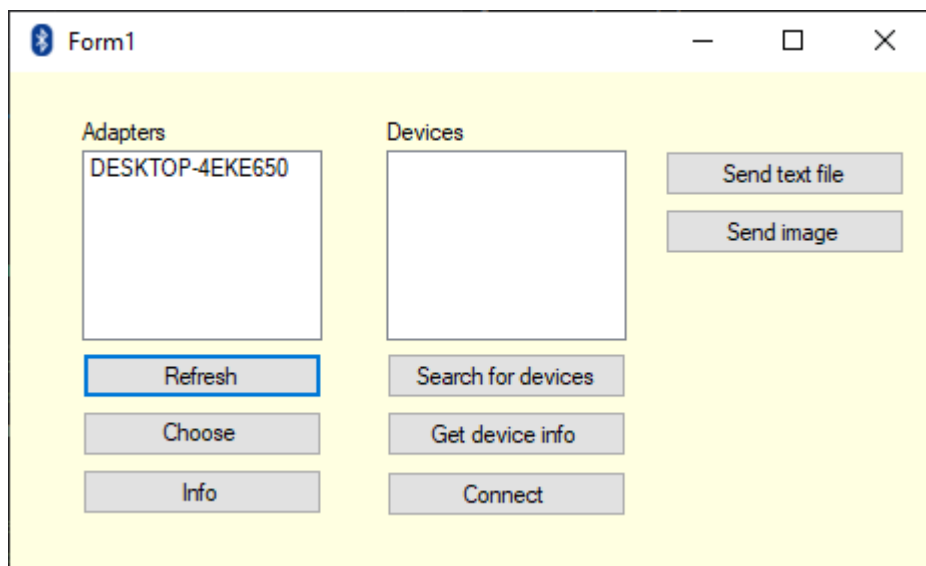 Form1
Adapters
DESKTOP-4EKE650
Refresh
Choose
Info
Devices
Search for devices
Get device info
Connect
Send text file
Send image